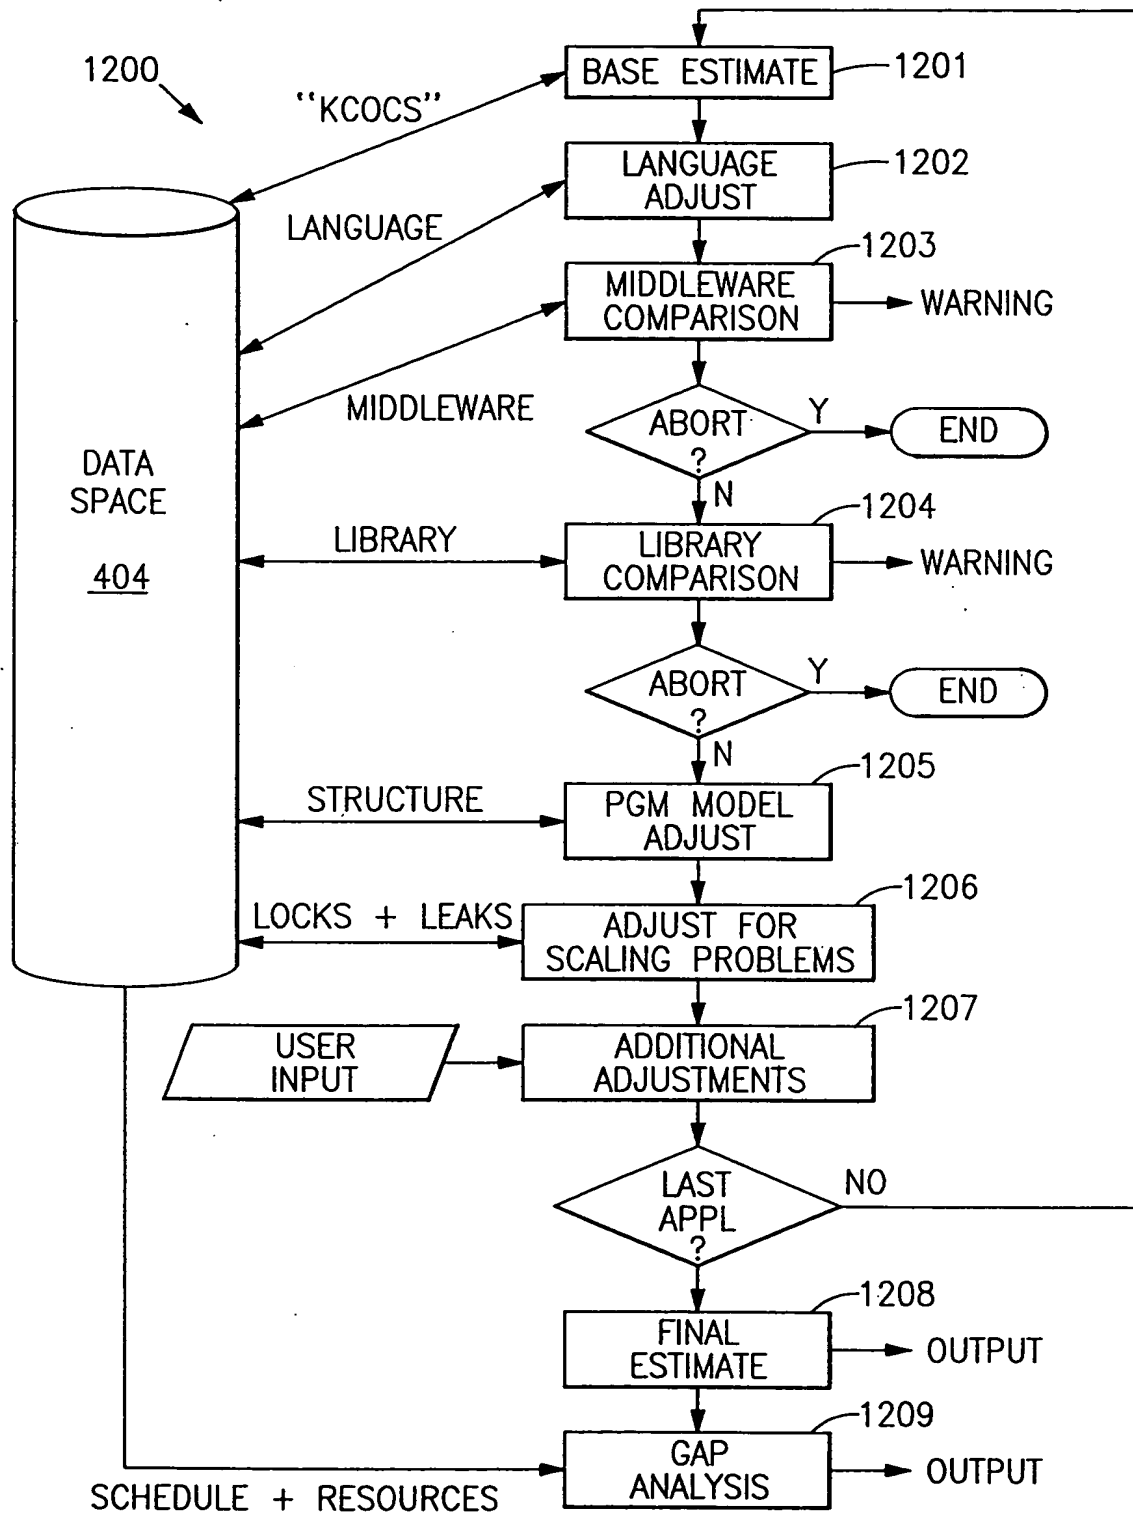 1200
"KCOCS"
BASE ESTIMATE
1201
LANGUAGE
LANGUAGE
ADJUST
1202
MIDDLEWARE
MIDDLEWARE
COMPARISON
1203
WARNING
ABORT
?
Y
END
N
DATA
SPACE
404
LIBRARY
LIBRARY
COMPARISON
1204
WARNING
ABORT
?
Y
END
N
STRUCTURE
PGM MODEL
ADJUST
1205
LOCKS + LEAKS
ADJUST FOR
SCALING PROBLEMS
1206
USER
INPUT
ADDITIONAL
ADJUSTMENTS
1207
LAST
APPL
?
NO
FINAL
ESTIMATE
1208
OUTPUT
GAP
ANALYSIS
1209
OUTPUT
SCHEDULE + RESOURCES